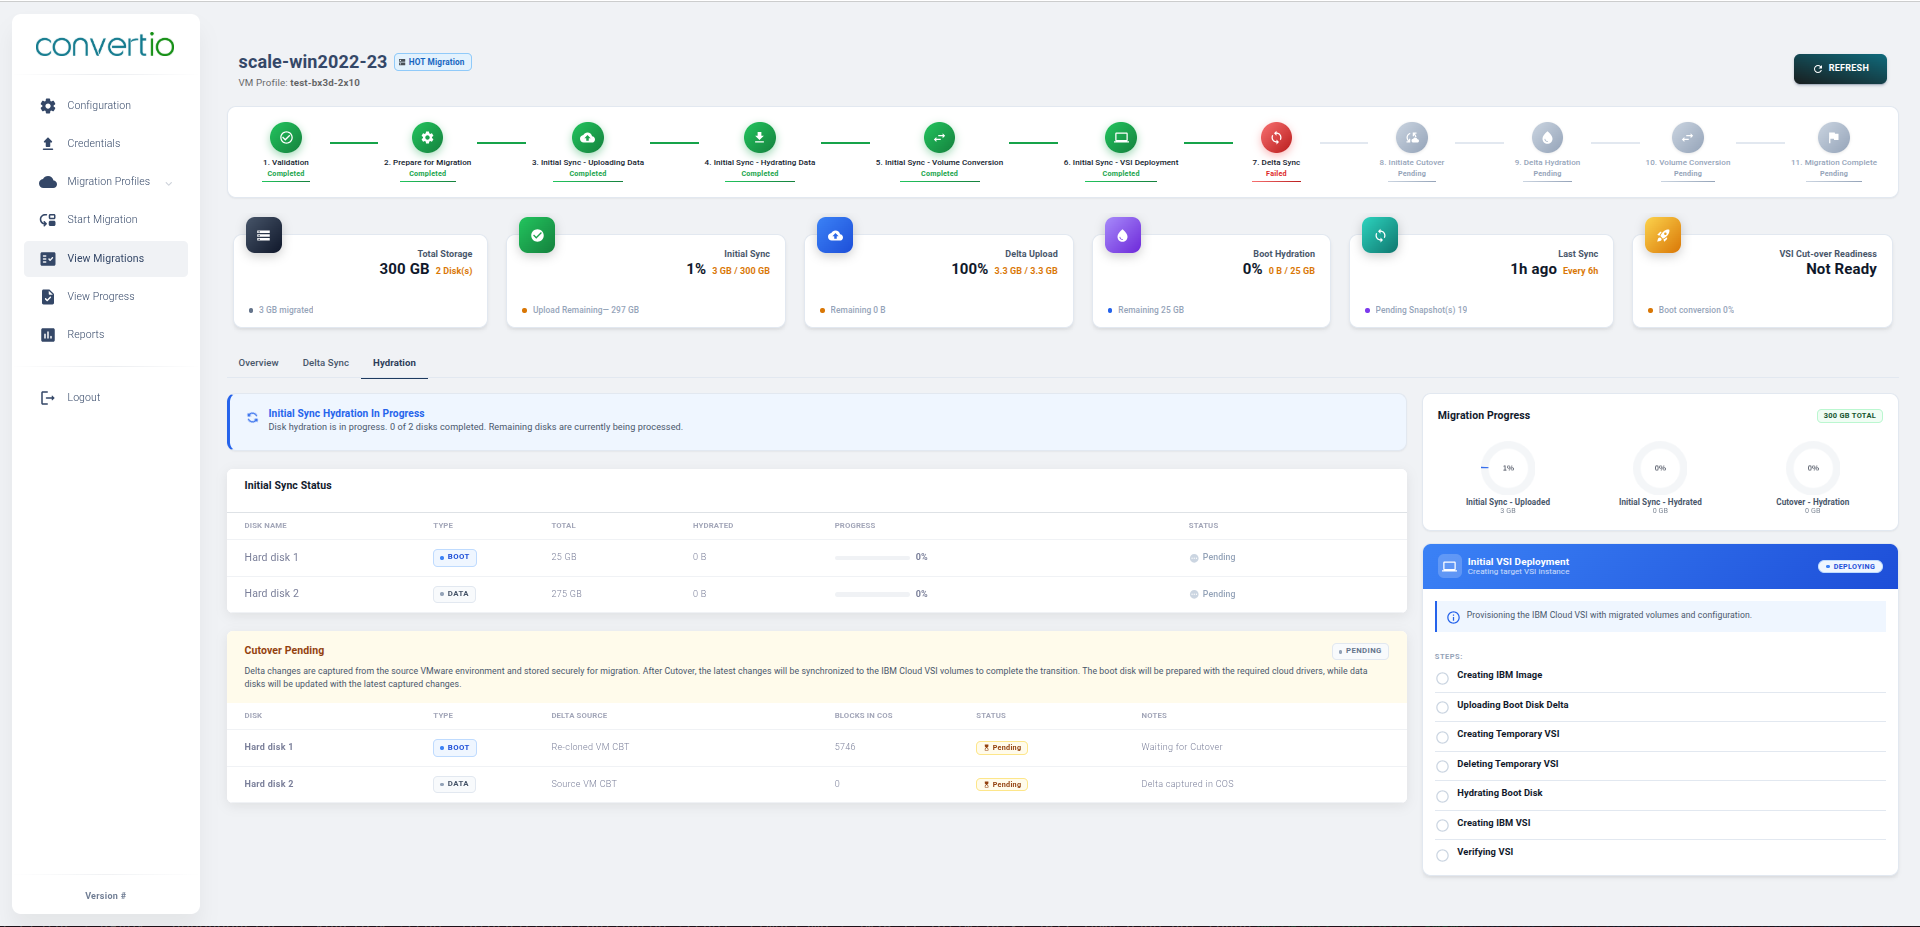 convertio
Configuration
Credentials
Migration Profiles
Start Migration
View Migrations
View Progress
Reports
Logout
Version #
scale-win2022-23 HOT Migration
VM Profile: test-bx3d-2x10
REFRESH
1. Validation
Completed
2. Prepare for Migration
Completed
3. Initial Sync - Uploading Data
Completed
4. Initial Sync - Hydrating Data
Completed
5. Initial Sync - Volume Conversion
Completed
6. Initial Sync - VSI Deployment
Completed
7. Delta Sync
Failed
8. Initiate Cutover
Pending
9. Delta Hydration
Pending
10. Volume Conversion
Pending
11. Migration Complete
Pending
Total Storage
300 GB 2 Disk(s)
3 GB migrated
Initial Sync
1% 3 GB / 300 GB
Upload Remaining— 297 GB
Delta Upload
100% 3.3 GB / 3.3 GB
Remaining 0 B
Boot Hydration
0% 0 B / 25 GB
Remaining 25 GB
Last Sync
1h ago Every 6h
Pending Snapshot(s) 19
VSI Cut-over Readiness
Not Ready
Boot conversion 0%
Overview Delta Sync Hydration
Initial Sync Hydration In Progress
Disk hydration is in progress. 0 of 2 disks completed. Remaining disks are currently being processed.
Initial Sync Status
DISK NAME TYPE TOTAL HYDRATED PROGRESS STATUS
Hard disk 1 BOOT 25 GB 0 B 0% Pending
Hard disk 2 DATA 275 GB 0 B 0% Pending
Cutover Pending PENDING
Delta changes are captured from the source VMware environment and stored securely for migration. After Cutover, the latest changes will be synchronized to the IBM Cloud VSI volumes to complete the transition. The boot disk will be prepared with the required cloud drivers, while data
disks will be updated with the latest captured changes.
DISK TYPE DELTA SOURCE BLOCKS IN COS STATUS NOTES
Hard disk 1 BOOT Re-cloned VM CBT 5746 Pending Waiting for Cutover
Hard disk 2 DATA Source VM CBT 0 Pending Delta captured in COS
Migration Progress 300 GB TOTAL
1% 0% 0%
Initial Sync - Uploaded Initial Sync - Hydrated Cutover - Hydration
3 GB 0 GB 0 GB
Initial VSI Deployment
Creating target VSI instance
DEPLOYING
Provisioning the IBM Cloud VSI with migrated volumes and configuration.
STEPS:
Creating IBM Image
Uploading Boot Disk Delta
Creating Temporary VSI
Deleting Temporary VSI
Hydrating Boot Disk
Creating IBM VSI
Verifying VSI